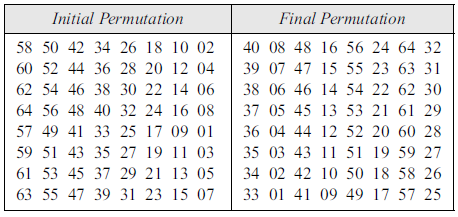 Initial Permutation Final Permutation
58 50 42 34 26 18 10 02 40 08 48 16 56 24 64 32
60 52 44 36 28 20 12 04 39 07 47 15 55 23 63 31
62 54 46 38 30 22 14 06 38 06 46 14 54 22 62 30
64 56 48 40 32 24 16 08 37 05 45 13 53 21 61 29
57 49 41 33 25 17 09 01 36 04 44 12 52 20 60 28
59 51 43 35 27 19 11 03 35 03 43 11 51 19 59 27
61 53 45 37 29 21 13 05 34 02 42 10 50 18 58 26
63 55 47 39 31 23 15 07 33 01 41 09 49 17 57 25